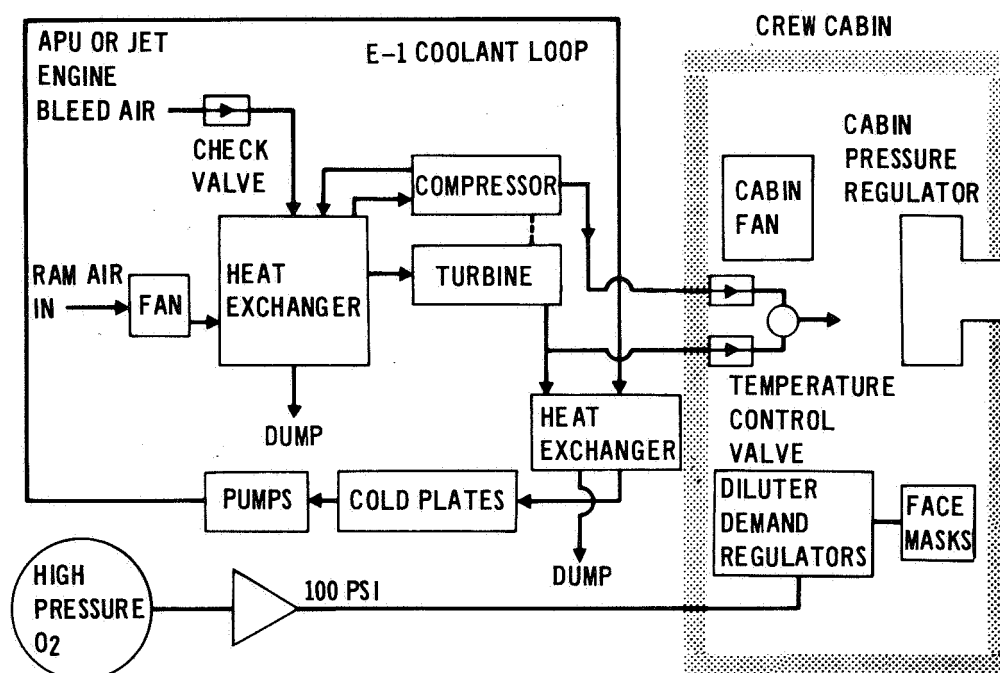 CREW CABIN
APU OR JET
ENGINE
BLEED AIR
E-1 COOLANT LOOP
CHECK
VALVE
COMPRESSOR
CABIN
FAN
CABIN
PRESSURE
REGULATOR
RAM AIR
IN
FAN
HEAT
EXCHANGER
TURBINE
TEMPERATURE
CONTROL
VALVE
DUMP
HEAT
EXCHANGER
PUMPS
COLD PLATES
DILUTER
DEMAND
REGULATORS
FACE
MASKS
DUMP
HIGH
PRESSURE
O2
100 PSI